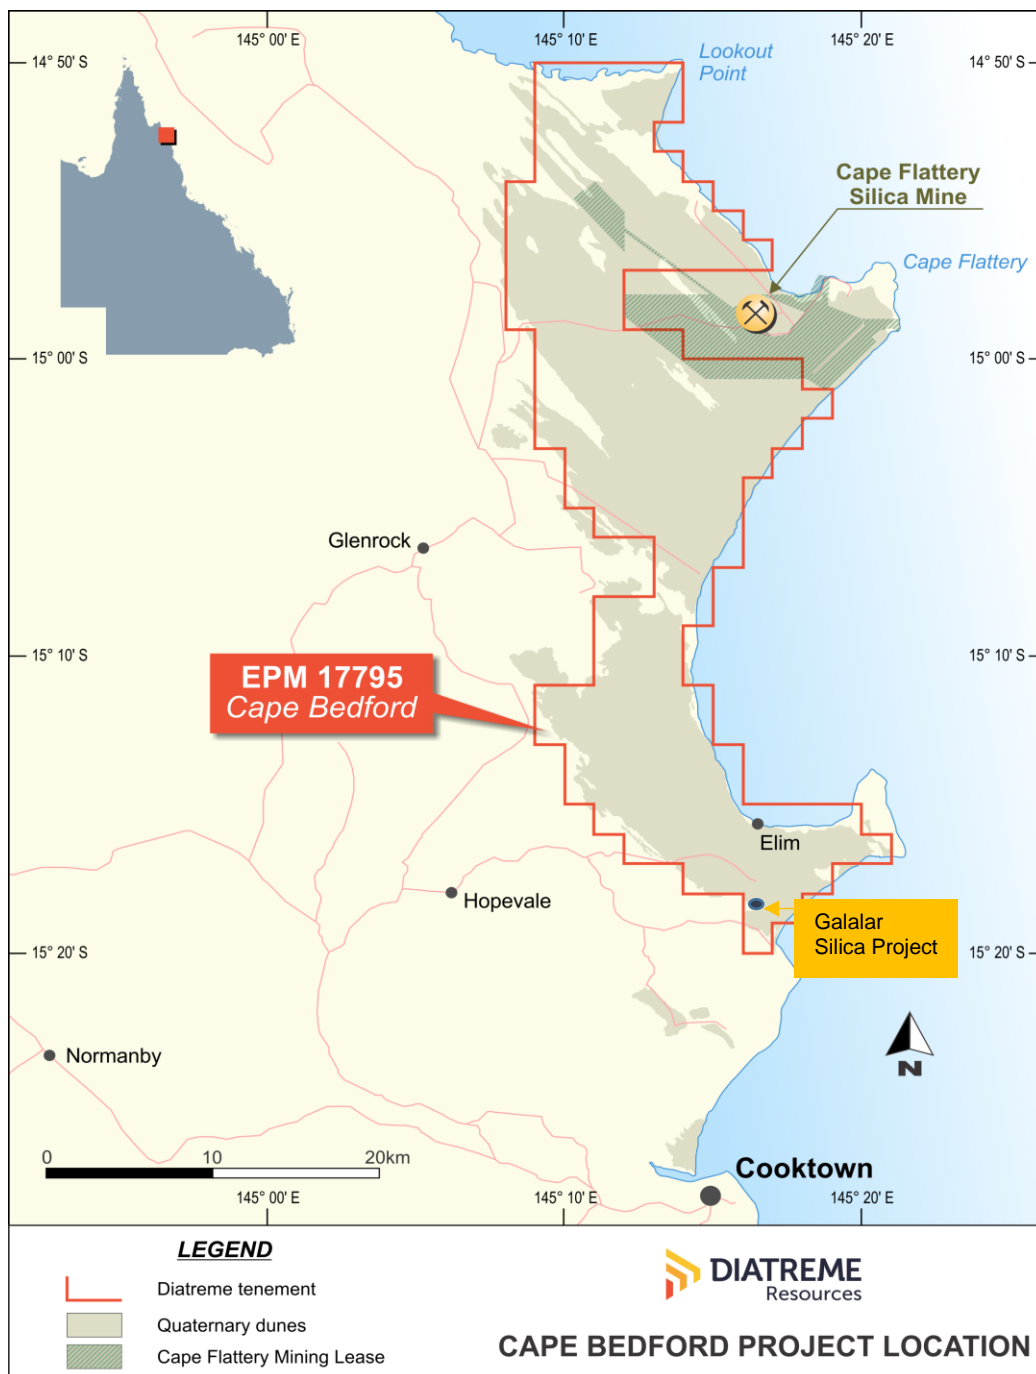 145° 00' E
145° 10' E
145° 20' E
14° 50' S
Lookout
Point
14° 50' S
Cape Flattery
Silica Mine
Cape Flattery
15° 00' S
15° 00' S
Glenrock
15° 10' S
15° 10' S
EPM 17795
Cape Bedford
Elim
Hopevale
Galalar
Silica Project
15° 20' S
15° 20' S
Normanby
N
0
10
20km
Cooktown
145° 00' E
145° 10' E
145° 20' E
LEGEND
Diatreme tenement
Quaternary dunes
Cape Flattery Mining Lease
DIATREME
Resources
CAPE BEDFORD PROJECT LOCATION